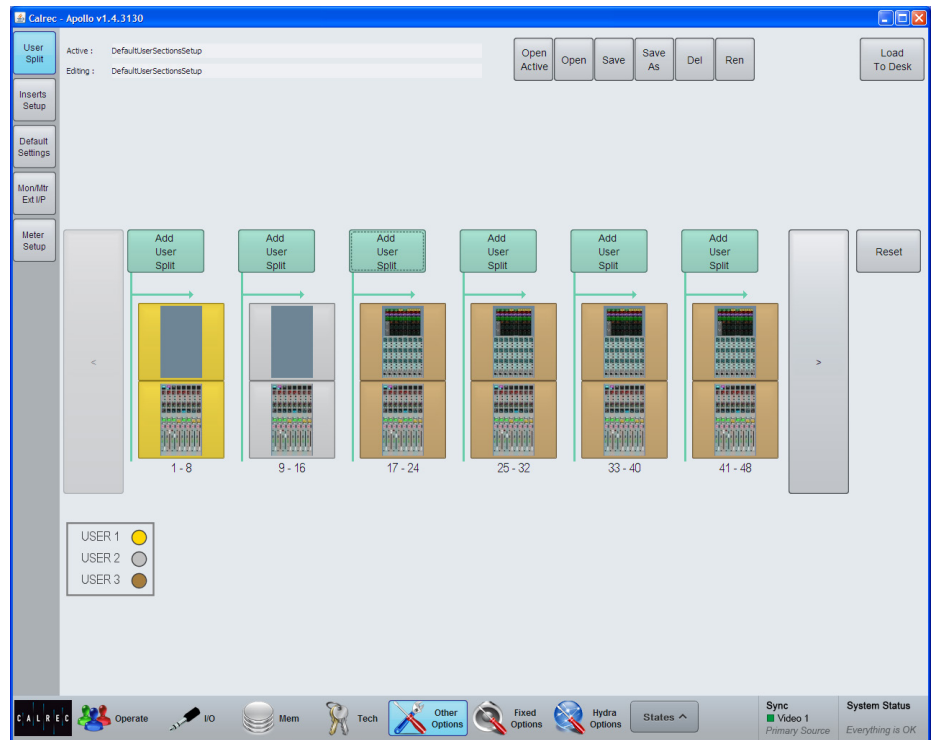 Calrec - Apollo v1.4.3130
User Split
Active : DefaultUserSectionsSetup
Editing : DefaultUserSectionsSetup
Open Active
Open
Save
Save As
Del
Ren
Load To Desk
Inserts Setup
Default Settings
Mon/Mtr Ext I/P
Meter Setup
Add User Split
Add User Split
Add User Split
Add User Split
Add User Split
Add User Split
Reset
<
>
1 - 8
9 - 16
17 - 24
25 - 32
33 - 40
41 - 48
USER 1
USER 2
USER 3
CALREC
Operate
I/O
Mem
Tech
Other Options
Fixed Options
Hydra Options
States ^
Sync
Video 1
Primary Source
System Status
Everything is OK